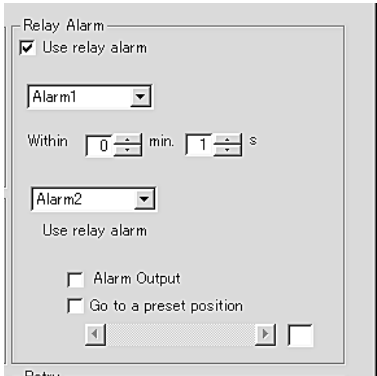 Relay Alarm
Use relay alarm
Alarm1
Within 0 min. 1 s
Alarm2
Use relay alarm
Alarm Output
Go to a preset position
Retry